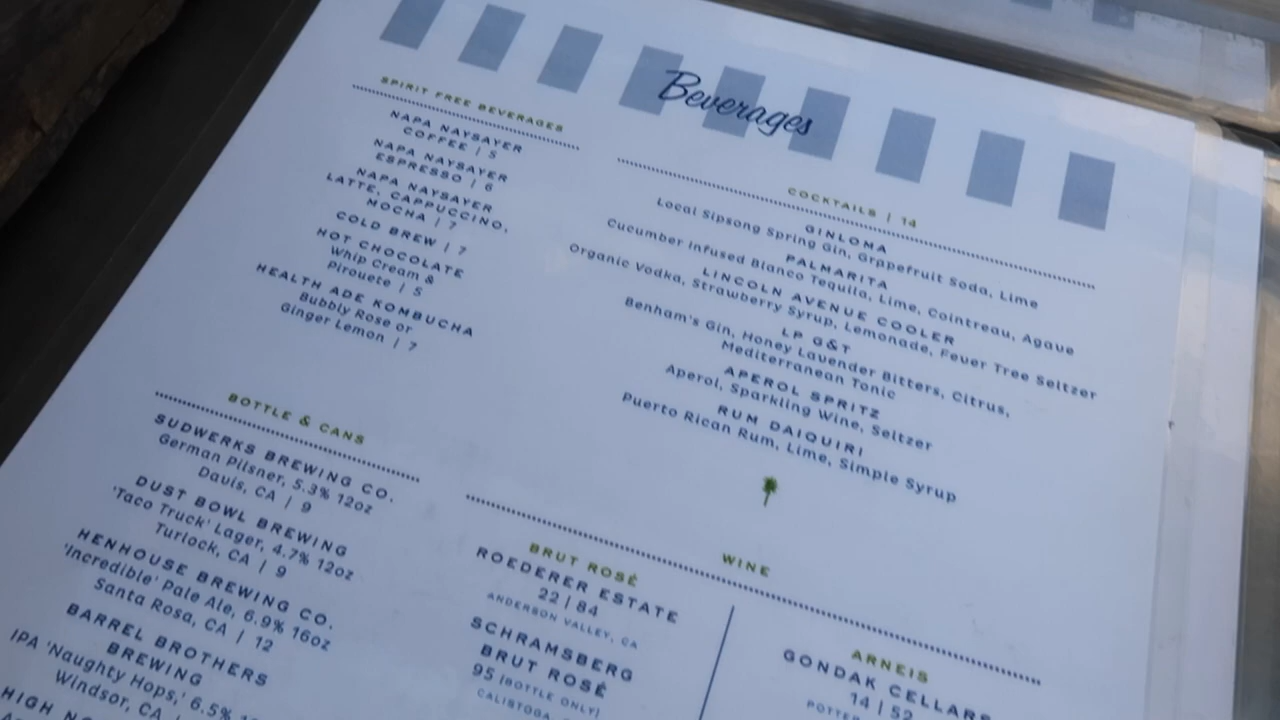 Beverages
SPIRIT FREE BEVERAGES
NAPA NAYSAYER
COFFEE | 5
NAPA NAYSAYER
ESPRESSO | 6
NAPA NAYSAYER
LATTE, CAPPUCCINO,
MOCHA | 7
COLD BREW | 7
HOT CHOCOLATE
Whip Cream &
Pirouete | 5
HEALTH ADE KOMBUCHA
Bubbly Rose or
Ginger Lemon | 7
COCKTAILS | 14
GINLOMA
Local Sipsong Spring Gin, Grapefruit Soda, Lime
PALMARITA
Cucumber Infused Blanco Tequila, Lime, Cointreau, Agave
LINCOLN AVENUE COOLER
Organic Vodka, Strawberry Syrup, Lemonade, Fever Tree Seltzer
LP G&T
Benham's Gin, Honey Lavender Bitters, Citrus,
Mediterranean Tonic
APEROL SPRITZ
Aperol, Sparkling Wine, Seltzer
RUM DAIQUIRI
Puerto Rican Rum, Lime, Simple Syrup
BOTTLE & CANS
SUDWERKS BREWING CO.
German Pilsner, 5.3% 12oz
Davis, CA | 9
DUST BOWL BREWING
'Taco Truck' Lager, 4.7% 12oz
Turlock, CA | 9
HENHOUSE BREWING CO.
'Incredible' Pale Ale, 6.9% 16oz
Santa Rosa, CA | 12
BARREL BROTHERS
BREWING
IPA 'Naughty Hops,' 6.5%
Windsor, CA |
HIGH
WINE
BRUT ROSÉ
ROEDERER ESTATE
22 | 84
ANDERSON VALLEY, CA
SCHRAMSBERG
BRUT ROSÉ
95 (BOTTLE ONLY)
CALISTOGA,
ARNEIS
GONDAK CELLARS
14 | 52
POTTER